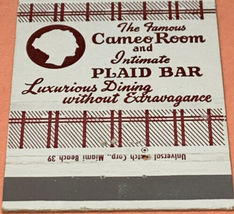 The Famous
Cameo Room
and
Intimate
PLAID BAR
Luxurious Dining
without Extravagance
Universal Match Corp., Miami Beach 39